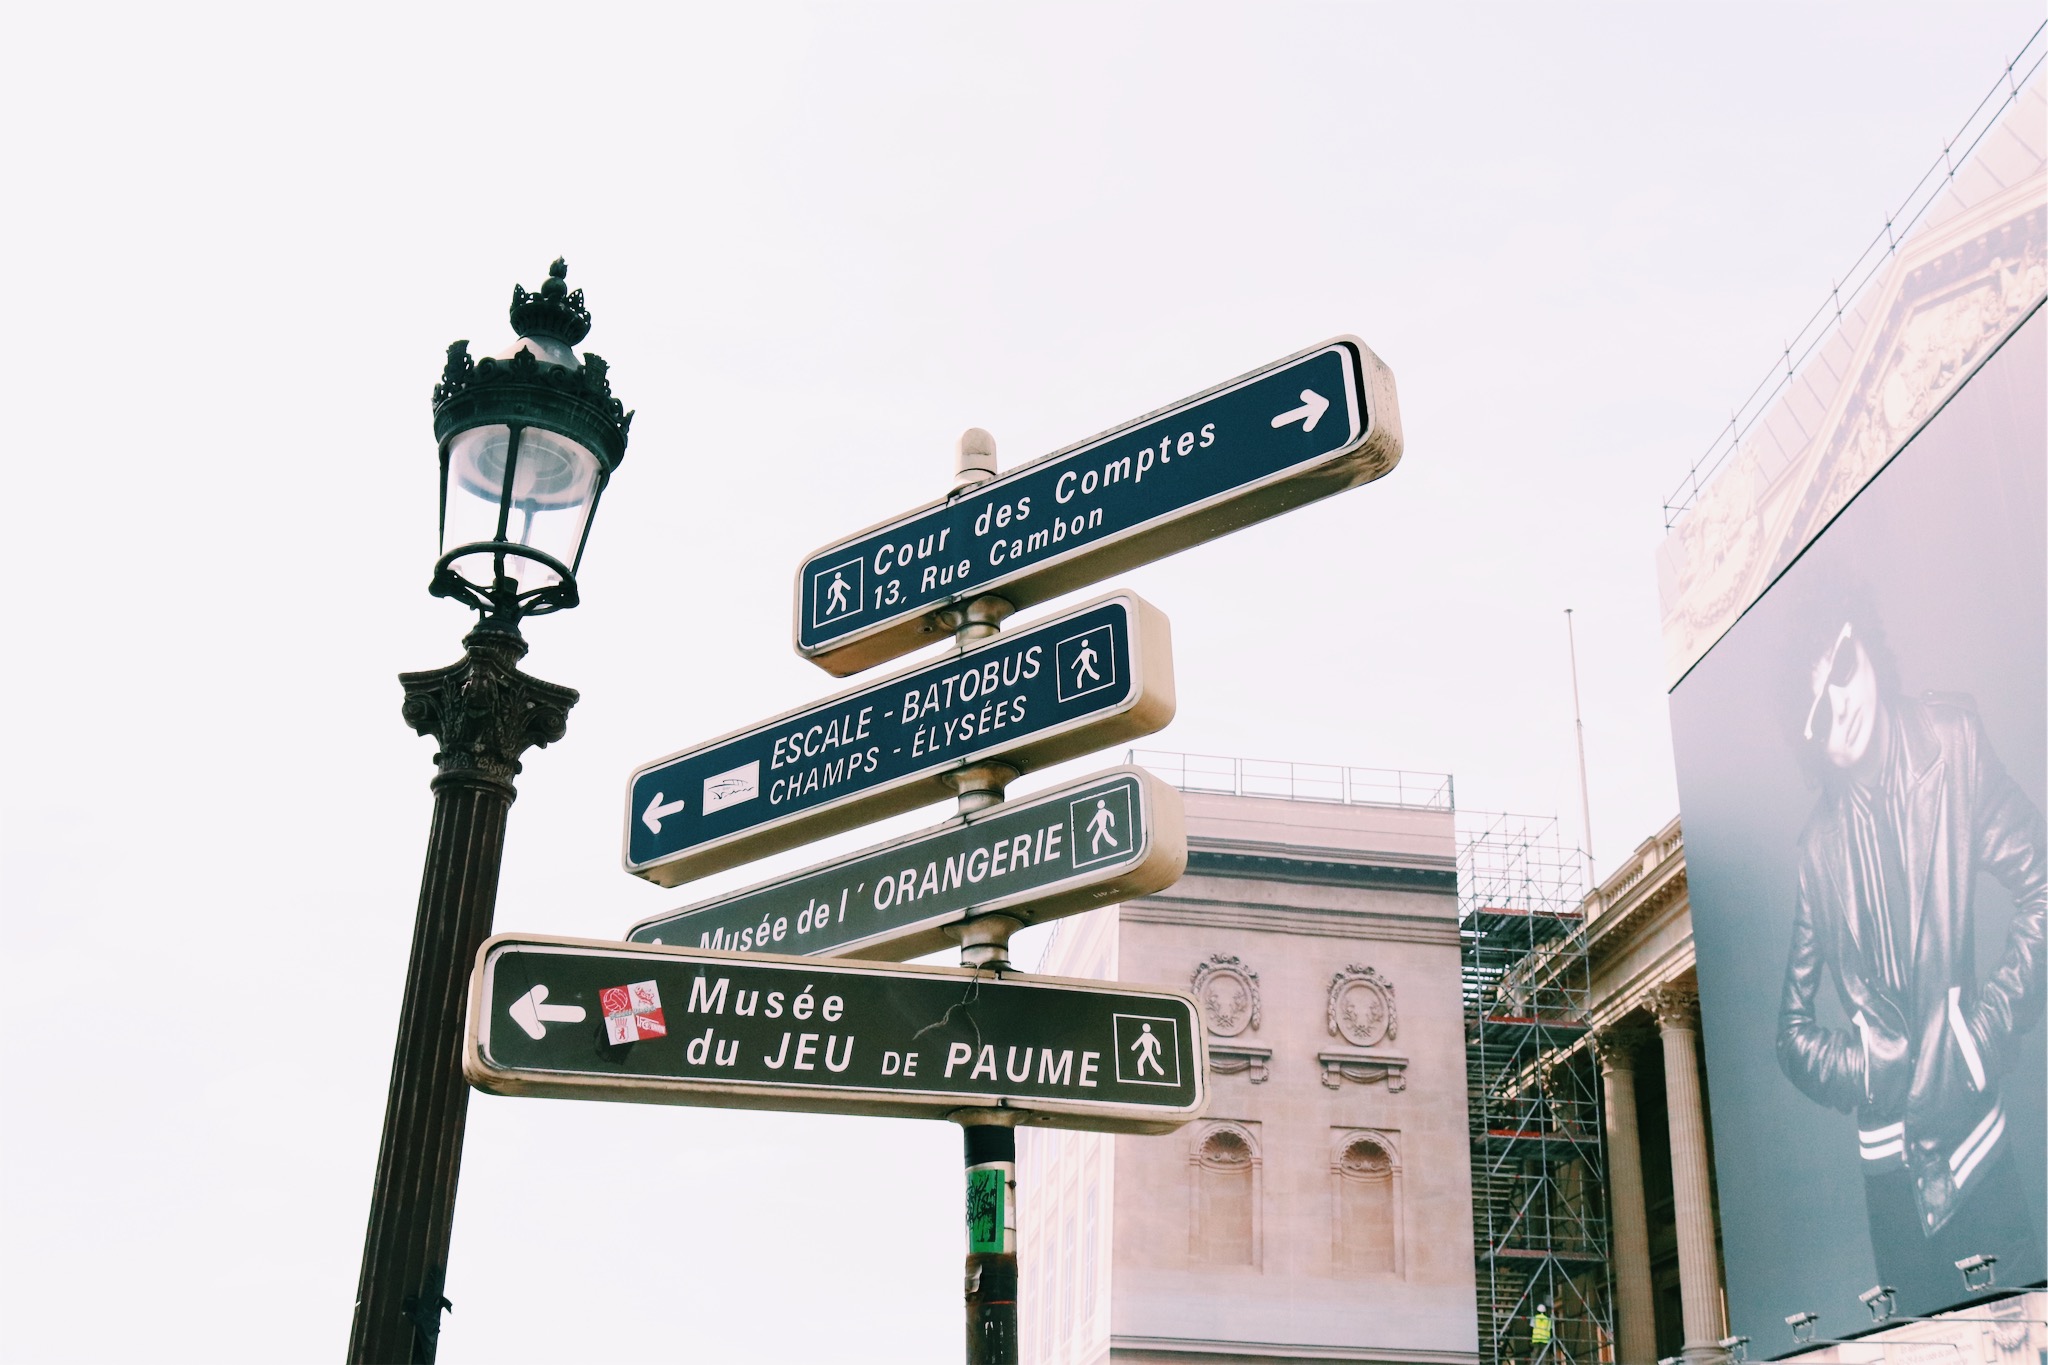 Cour des Comptes
13, Rue Cambon
ESCALE - BATOBUS
CHAMPS - ÉLYSÉES
Musée de l' ORANGERIE
Musée
du JEU DE PAUME